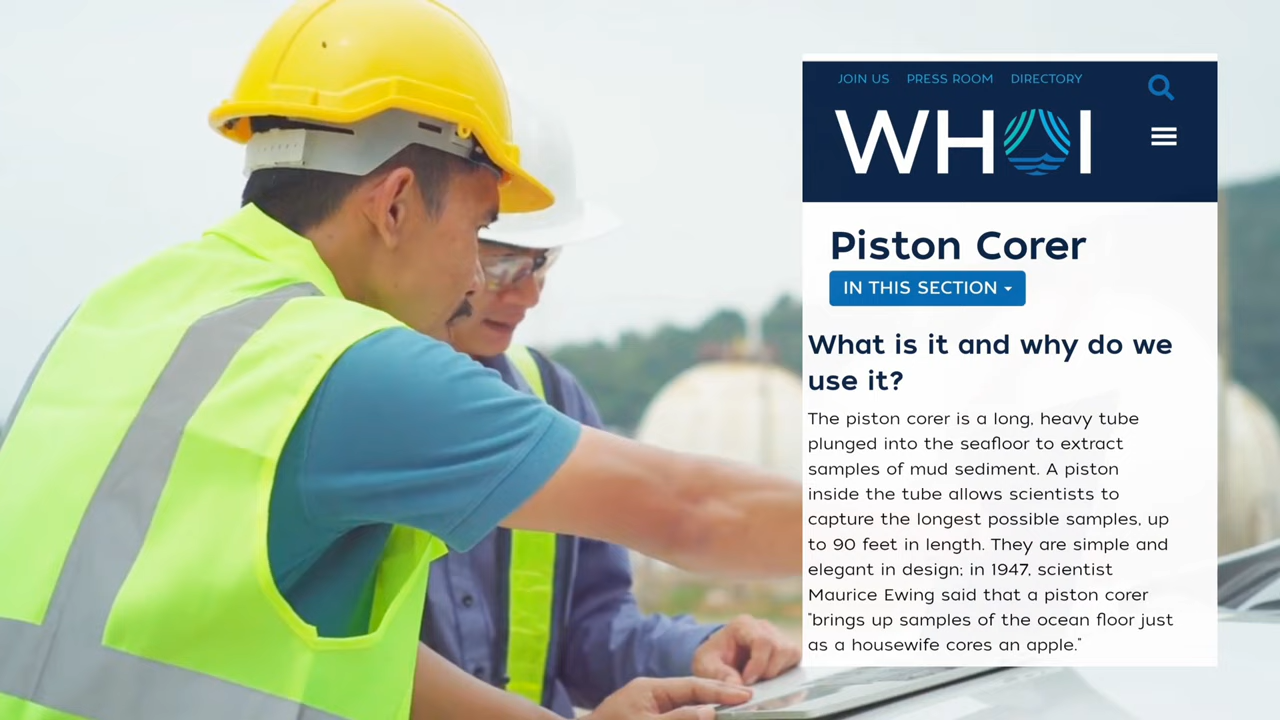 JOIN US PRESS ROOM DIRECTORY
WHOI
Piston Corer
IN THIS SECTION
What is it and why do we
use it?
The piston corer is a long, heavy tube
plunged into the seafloor to extract
samples of mud sediment. A piston
inside the tube allows scientists to
capture the longest possible samples, up
to 90 feet in length. They are simple and
elegant in design; in 1947, scientist
Maurice Ewing said that a piston corer
"brings up samples of the ocean floor just
as a housewife cores an apple."